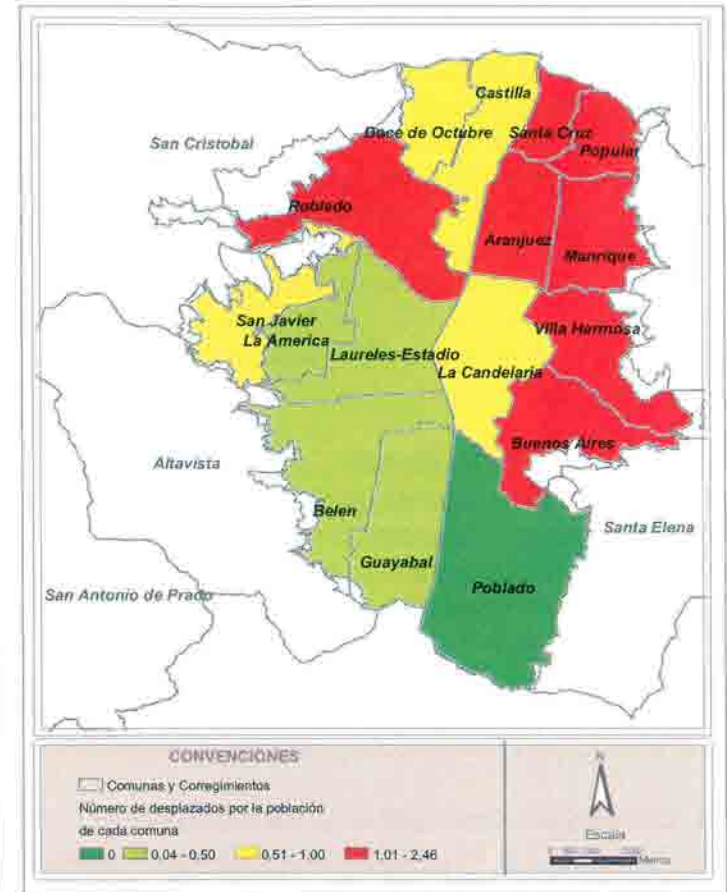 Castilla
San Cristobal
Doce de Octubre
Santa Cruz
Popular
Robledo
Aranjuez
Manrique
San Javier
La America
Villa Hermosa
Laureles-Estadio
La Candelaria
Buenos Aires
Altavista
Belen
Santa Elena
Guayabal
Poblado
San Antonio de Prado
CONVENCIONES
Comunas y Corregimientos
Número de desplazados por la población
de cada comuna
0 0,04 - 0,50 0,51 - 1.00 1.01 - 2,46
N
Escala
Metros